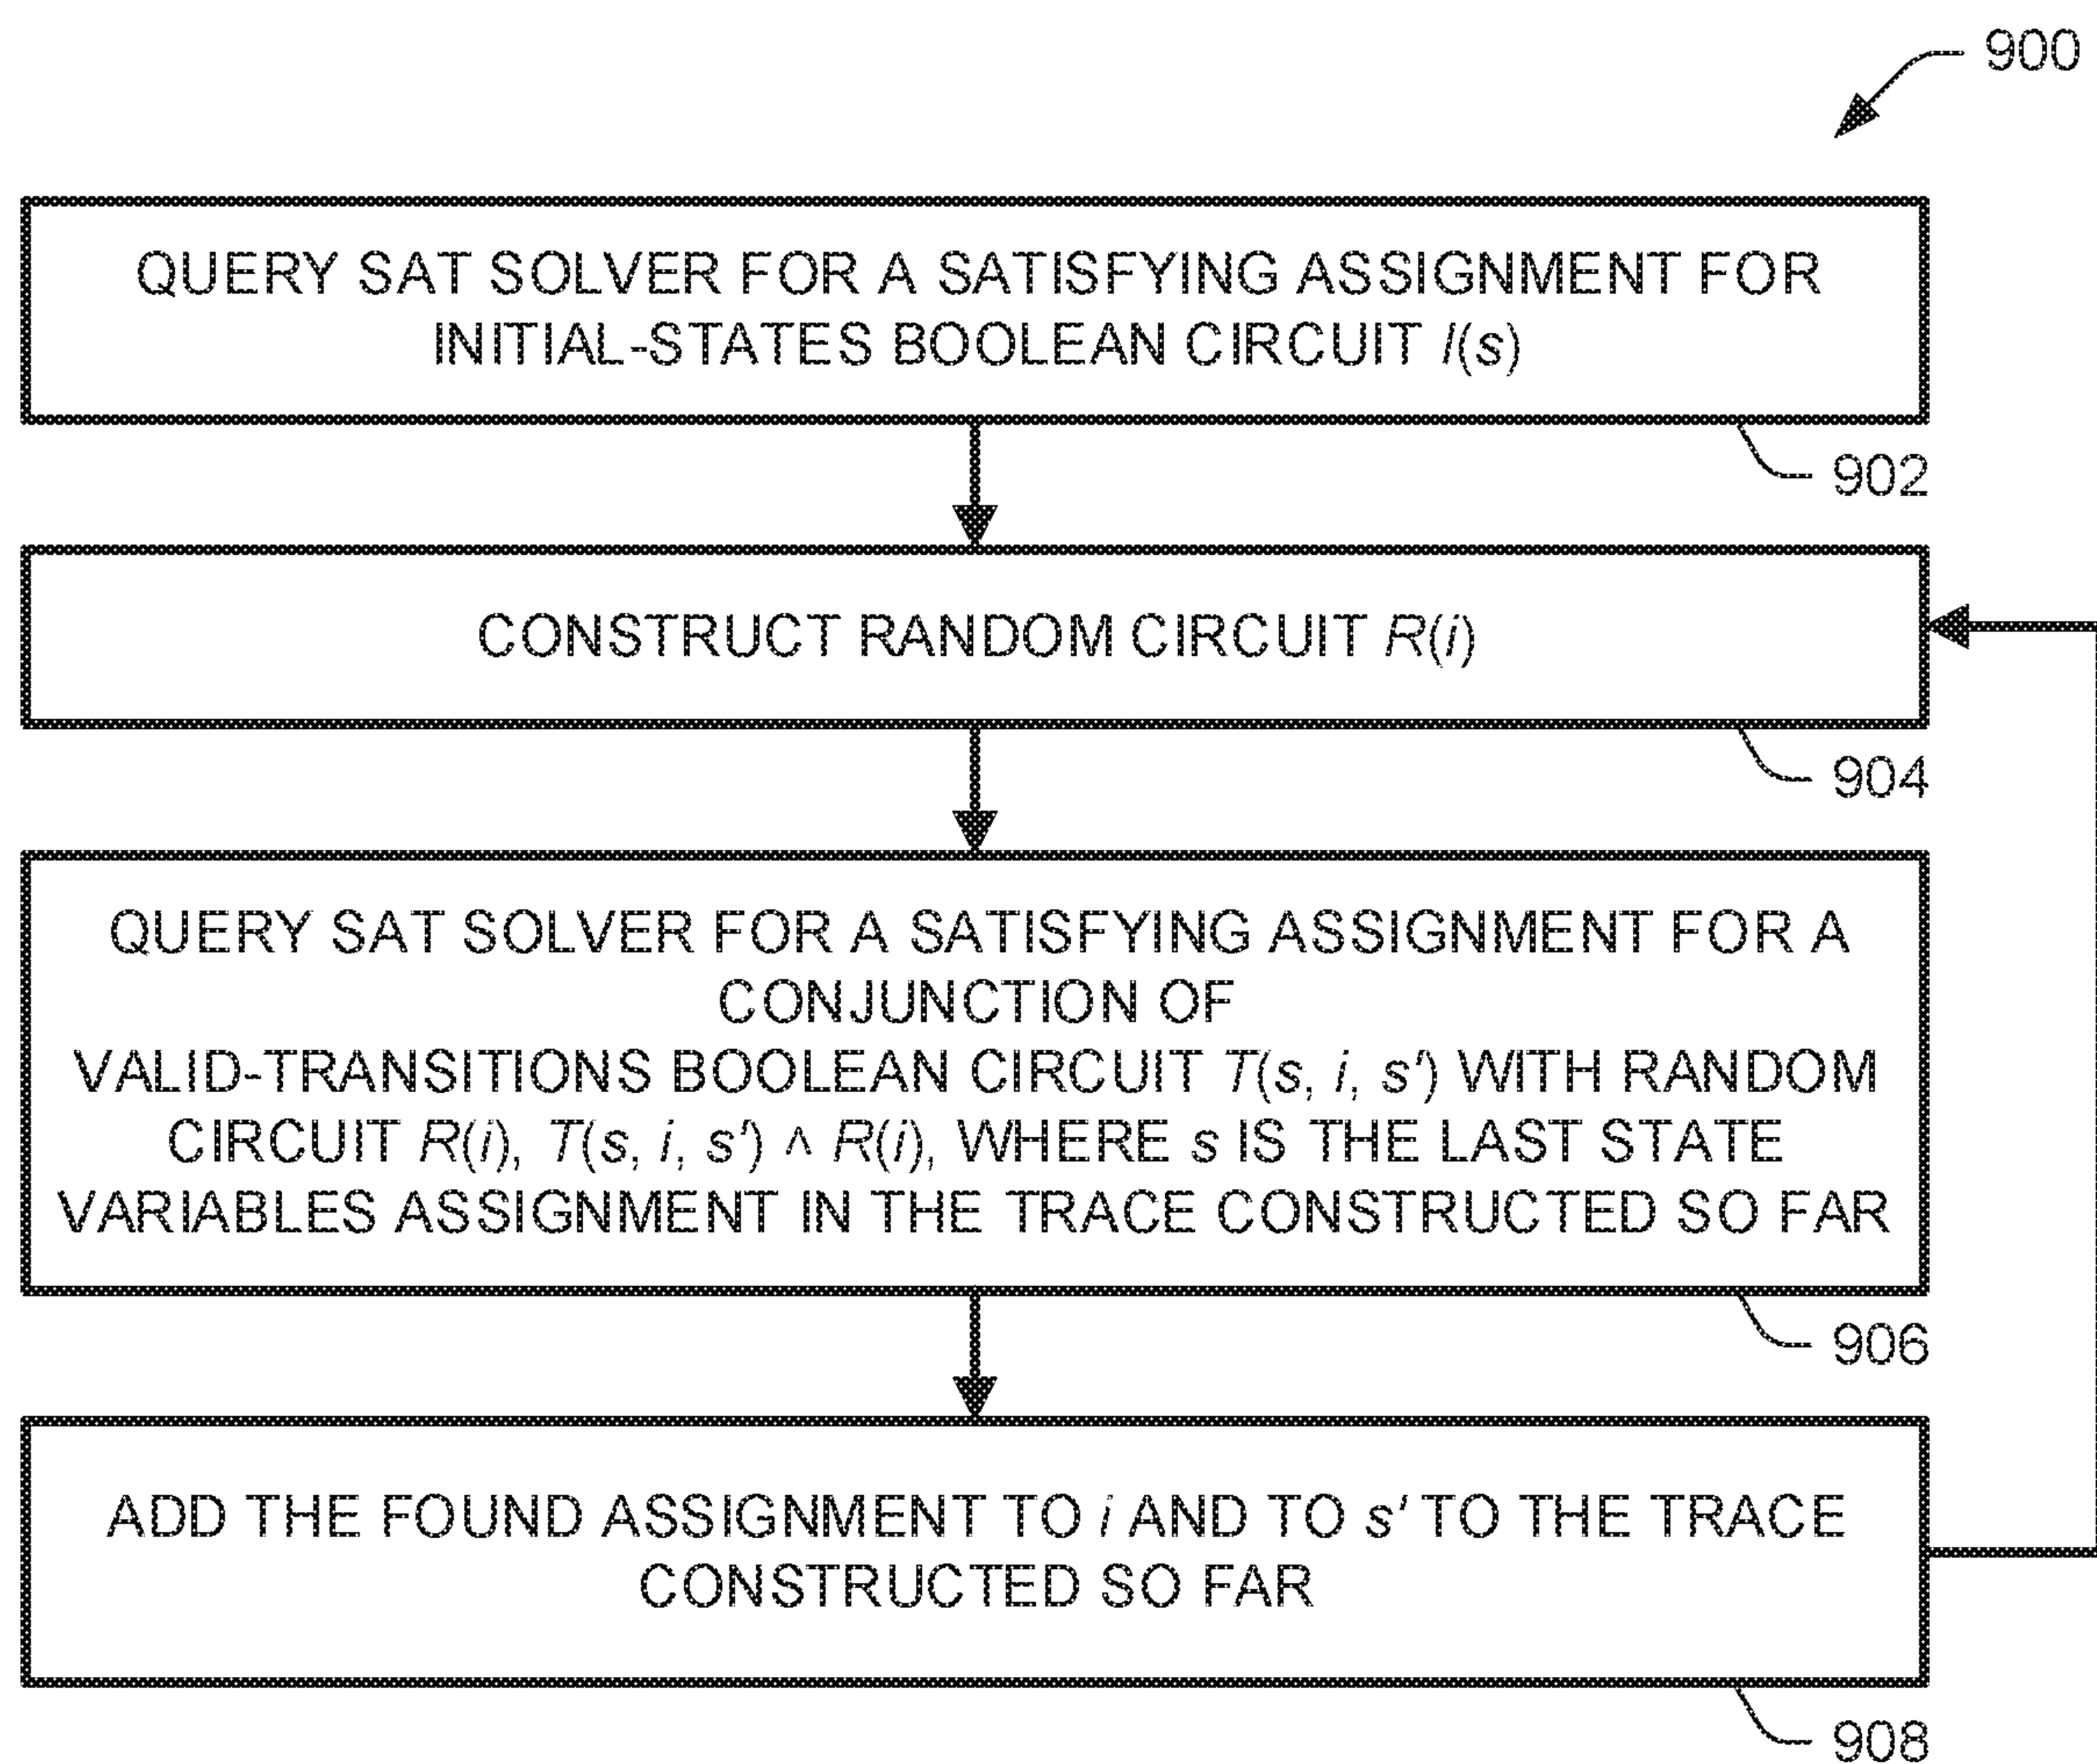 900
QUERY SAT SOLVER FOR A SATISFYING ASSIGNMENT FOR
INITIAL-STATES BOOLEAN CIRCUIT I(s)
902
CONSTRUCT RANDOM CIRCUIT R(i)
904
QUERY SAT SOLVER FOR A SATISFYING ASSIGNMENT FOR A
CONJUNCTION OF
VALID-TRANSITIONS BOOLEAN CIRCUIT T(s, i, s') WITH RANDOM
CIRCUIT R(i), T(s, i, s') ∧ R(i), WHERE s IS THE LAST STATE
VARIABLES ASSIGNMENT IN THE TRACE CONSTRUCTED SO FAR
906
ADD THE FOUND ASSIGNMENT TO i AND TO s' TO THE TRACE
CONSTRUCTED SO FAR
908